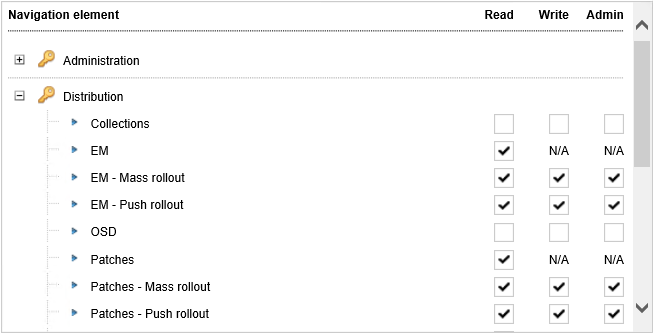 Navigation element Read Write Admin
Administration
Distribution
Collections
EM N/A N/A
EM - Mass rollout
EM - Push rollout
OSD
Patches N/A N/A
Patches - Mass rollout
Patches - Push rollout